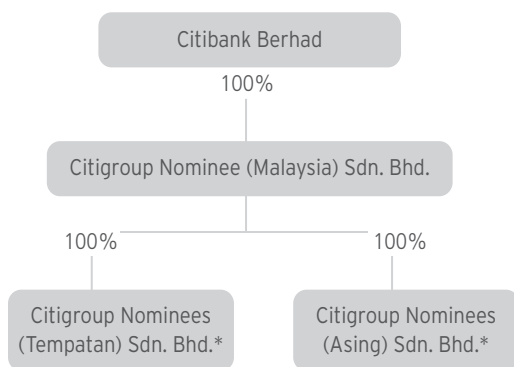 Citibank Berhad
100%
Citigroup Nominee (Malaysia) Sdn. Bhd.
100%
100%
Citigroup Nominees
(Tempatan) Sdn. Bhd.*
Citigroup Nominees
(Asing) Sdn. Bhd.*